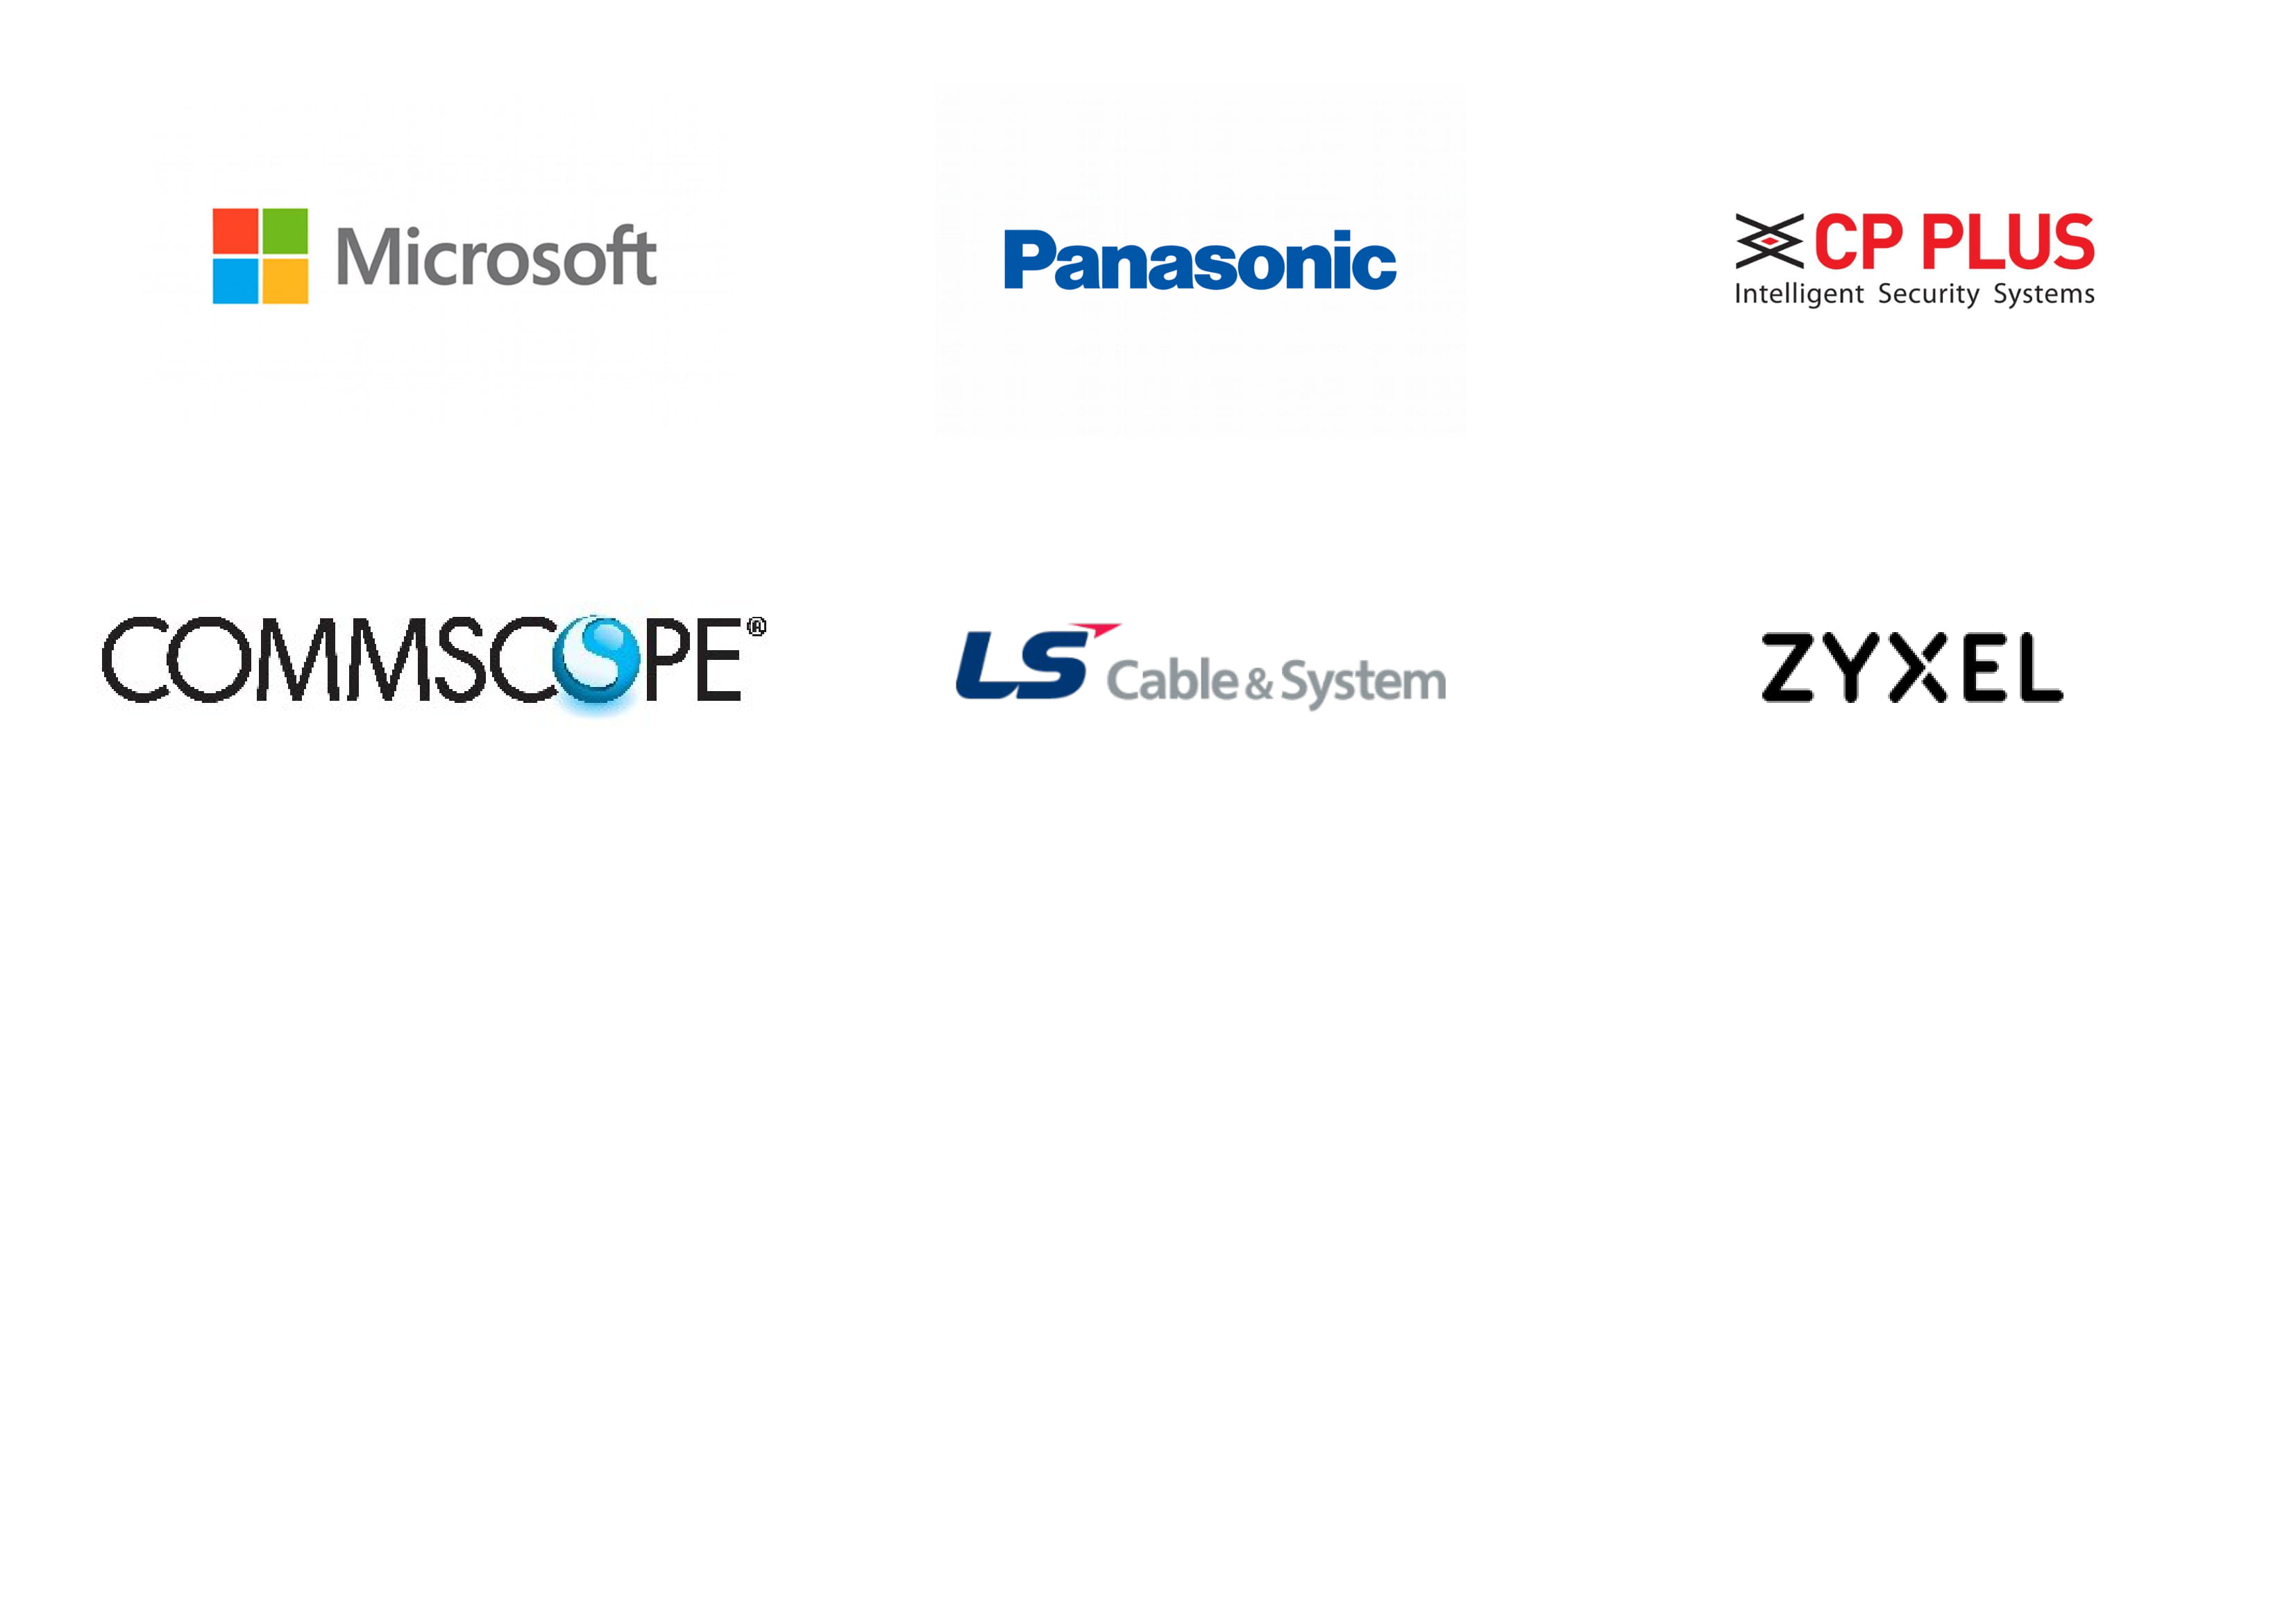 Microsoft
Panasonic
CP PLUS
Intelligent Security Systems
COMMSCOPE®
LS Cable & System
ZYXEL